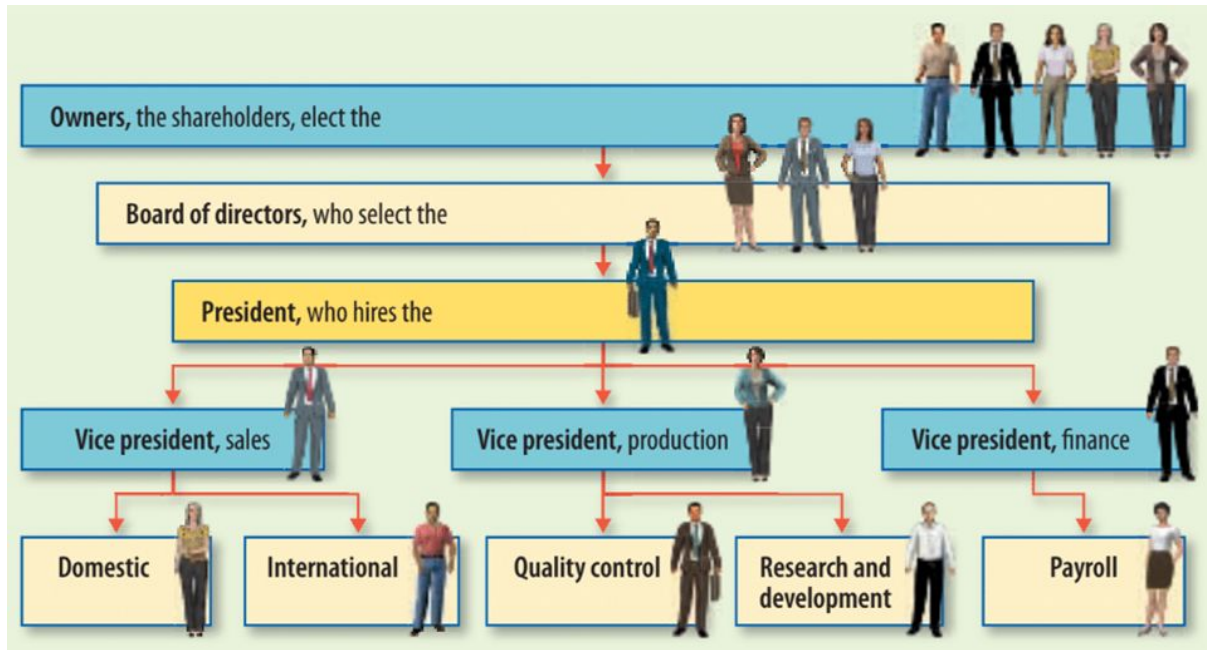 Owners, the shareholders, elect the
Board of directors, who select the
President, who hires the
Vice president, sales
Vice president, production
Vice president, finance
Domestic
International
Quality control
Research and
development
Payroll